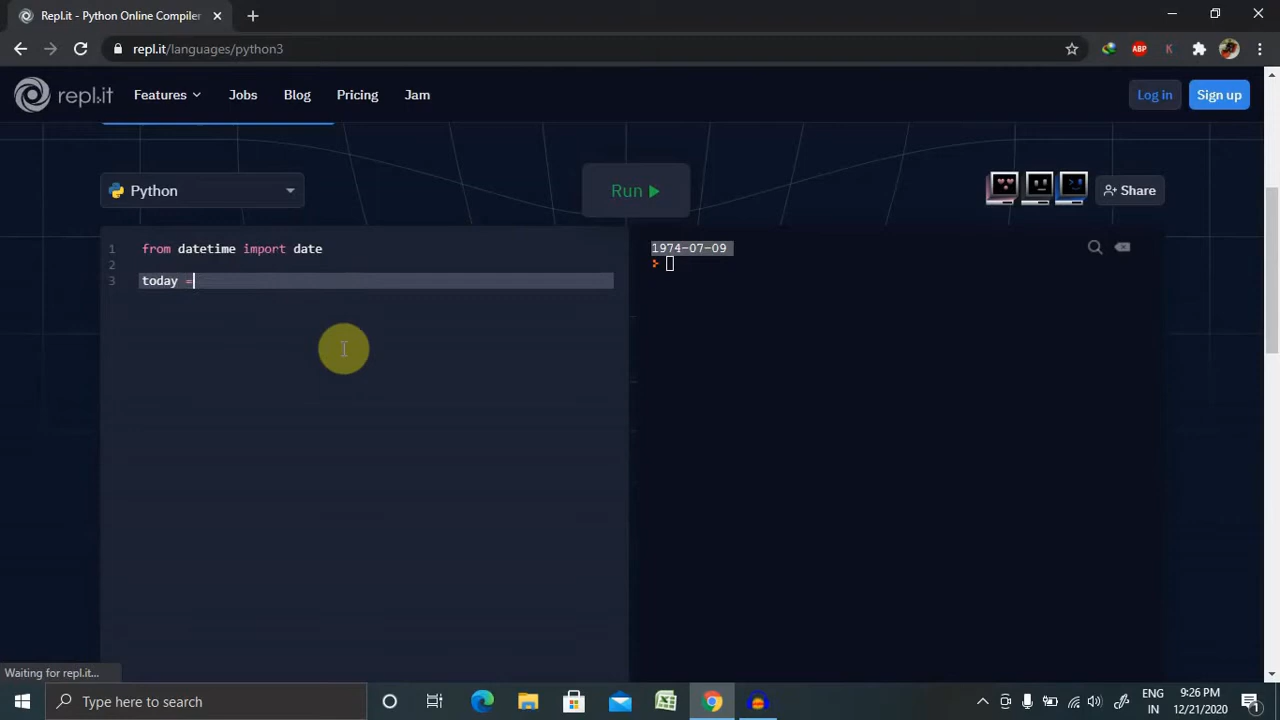 Repl.it - Python Online Compiler
repl.it/languages/python3
ABP
K
repl.it
Features
Jobs
Blog
Pricing
Jam
Log in
Sign up
Python
Run
Share
1 from datetime import date
2
3 today =
1974-07-09
Waiting for repl.it...
Type here to search
ENG
IN
9:26 PM
12/21/2020
1